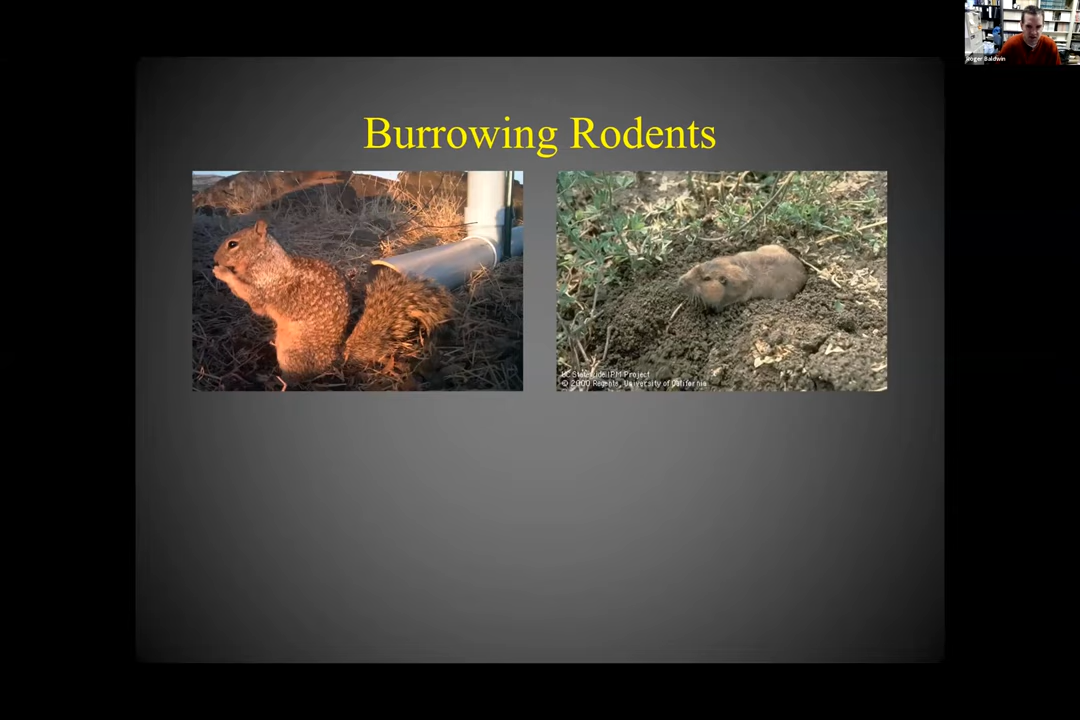 Burrowing Rodents
UC Statewide IPM Project
© 2000 Regents, University of California
Roger Baldwin